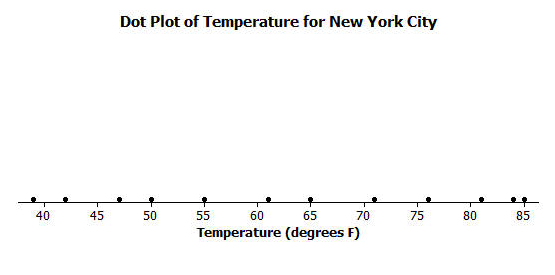 Dot Plot of Temperature for New York City
40 45 50 55 60 65 70 75 80 85
Temperature (degrees F)